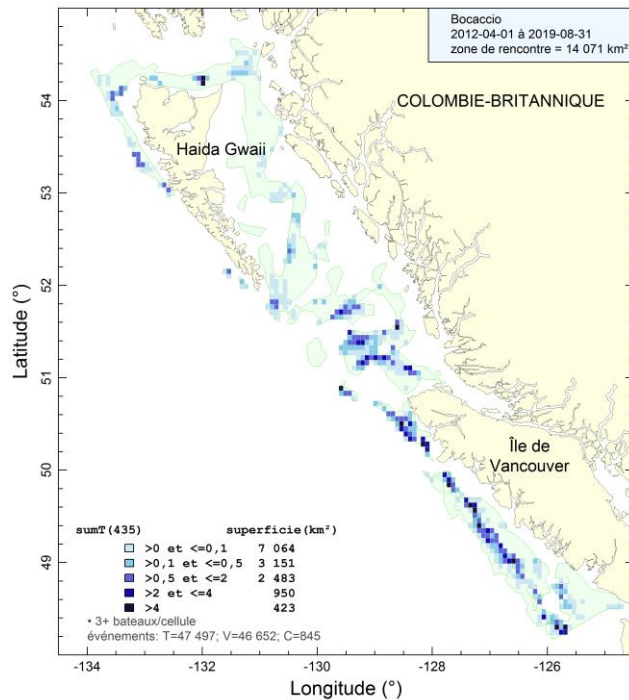 Bocaccio
2012-04-01 à 2019-08-31
zone de rencontre = 14 071 km²
COLOMBIE-BRITANNIQUE
Haida Gwaii
Île de
Vancouver
Latitude (°)
54
53
52
51
50
49
sumT(435) superficie(km²)
>0 et <=0,1 7 064
>0,1 et <=0,5 3 151
>0,5 et <=2 2 483
>2 et <=4 950
>4 423
• 3+ bateaux/cellule
événements: T=47 497; V=46 652; C=845
-134 -132 -130 -128 -126
Longitude (°)